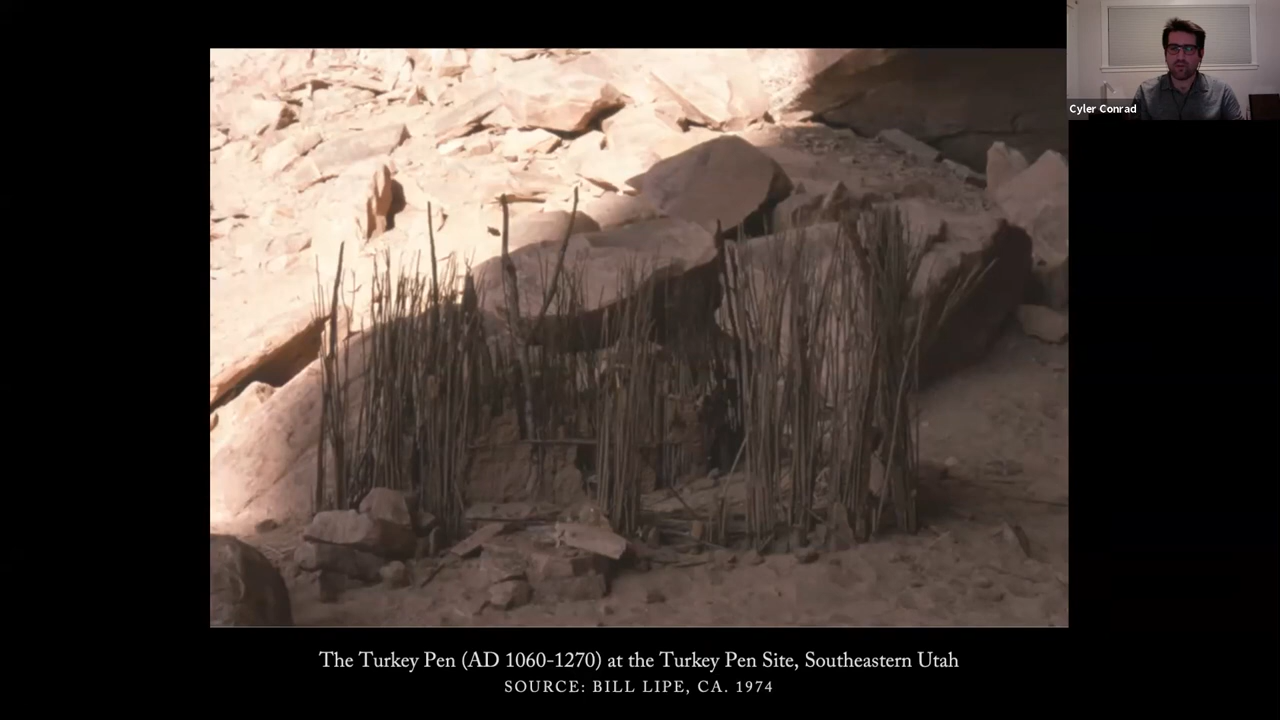 Cyler Conrad
The Turkey Pen (AD 1060-1270) at the Turkey Pen Site, Southeastern Utah
SOURCE: BILL LIPE, CA. 1974